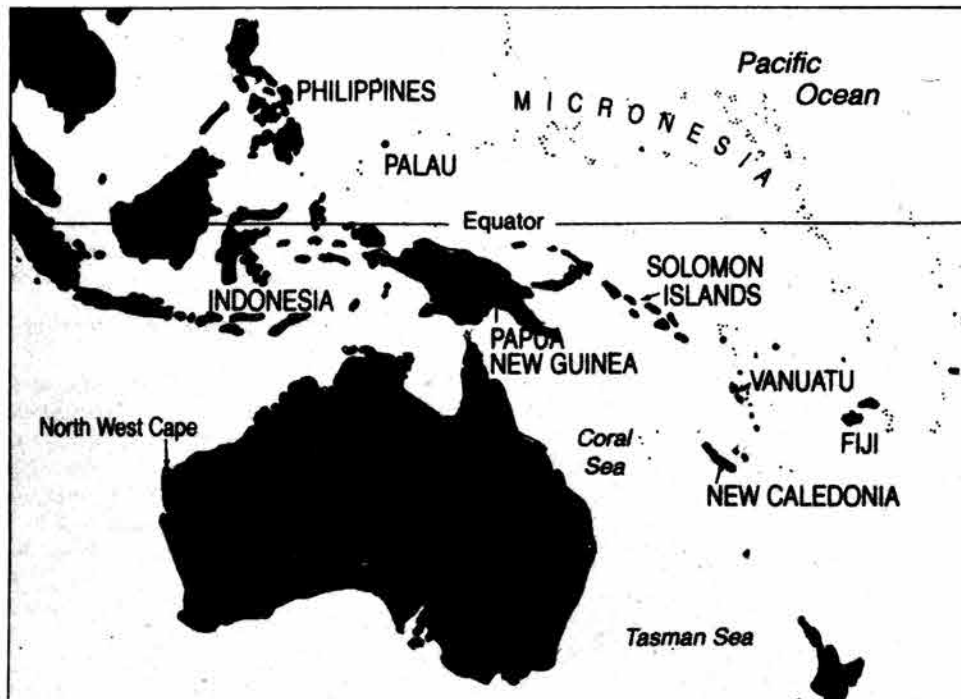 Pacific
Ocean
PHILIPPINES
MICRONESIA
PALAU
Equator
SOLOMON
ISLANDS
INDONESIA
PAPUA
NEW GUINEA
VANUATU
North West Cape
Coral
Sea
FIJI
NEW CALEDONIA
Tasman Sea